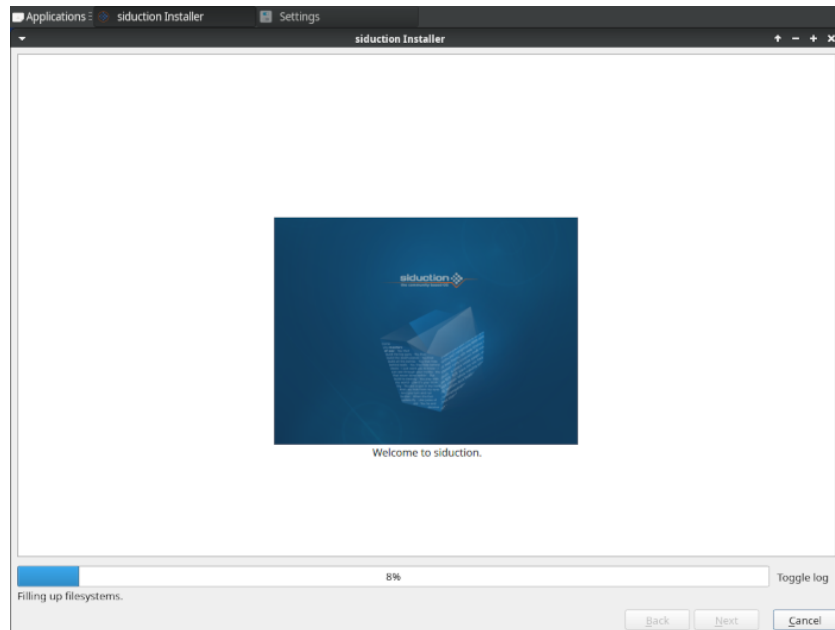 Applications
siduction Installer
Settings
siduction Installer
siduction
Welcome to siduction.
8%
Toggle log
Filling up filesystems.
Back
Next
Cancel